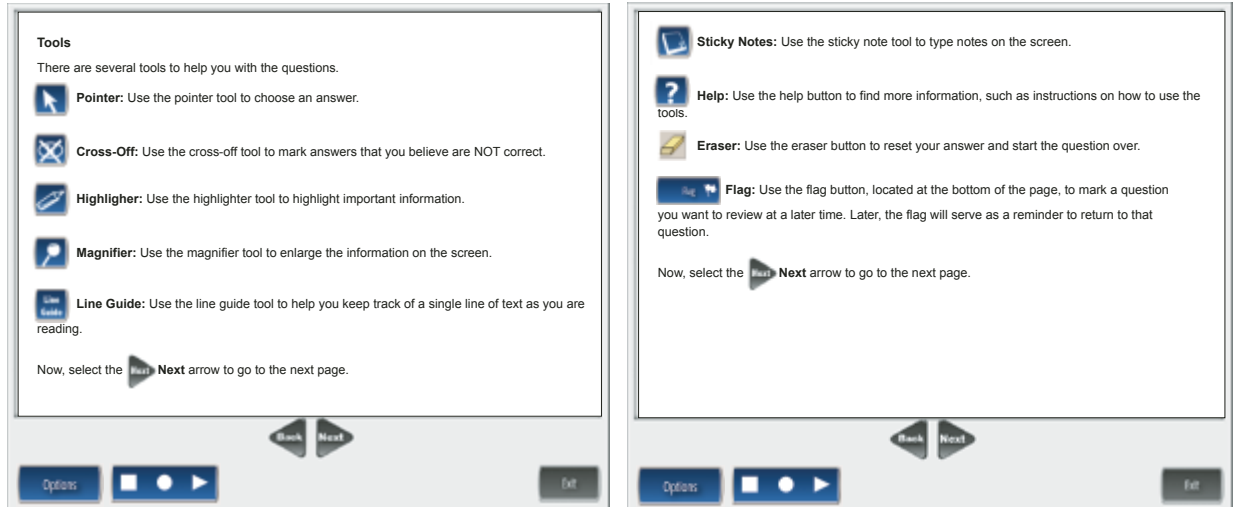 Tools
There are several tools to help you with the questions.
Pointer: Use the pointer tool to choose an answer.
Cross-Off: Use the cross-off tool to mark answers that you believe are NOT correct.
Highligher: Use the highlighter tool to highlight important information.
Magnifier: Use the magnifier tool to enlarge the information on the screen.
Line
Guide
Line Guide: Use the line guide tool to help you keep track of a single line of text as you are
reading.
Now, select the Next Next arrow to go to the next page.
Back Next
Options Exit
Sticky Notes: Use the sticky note tool to type notes on the screen.
? Help: Use the help button to find more information, such as instructions on how to use the
tools.
Eraser: Use the eraser button to reset your answer and start the question over.
Flag Flag: Use the flag button, located at the bottom of the page, to mark a question
you want to review at a later time. Later, the flag will serve as a reminder to return to that
question.
Now, select the Next Next arrow to go to the next page.
Back Next
Options Exit